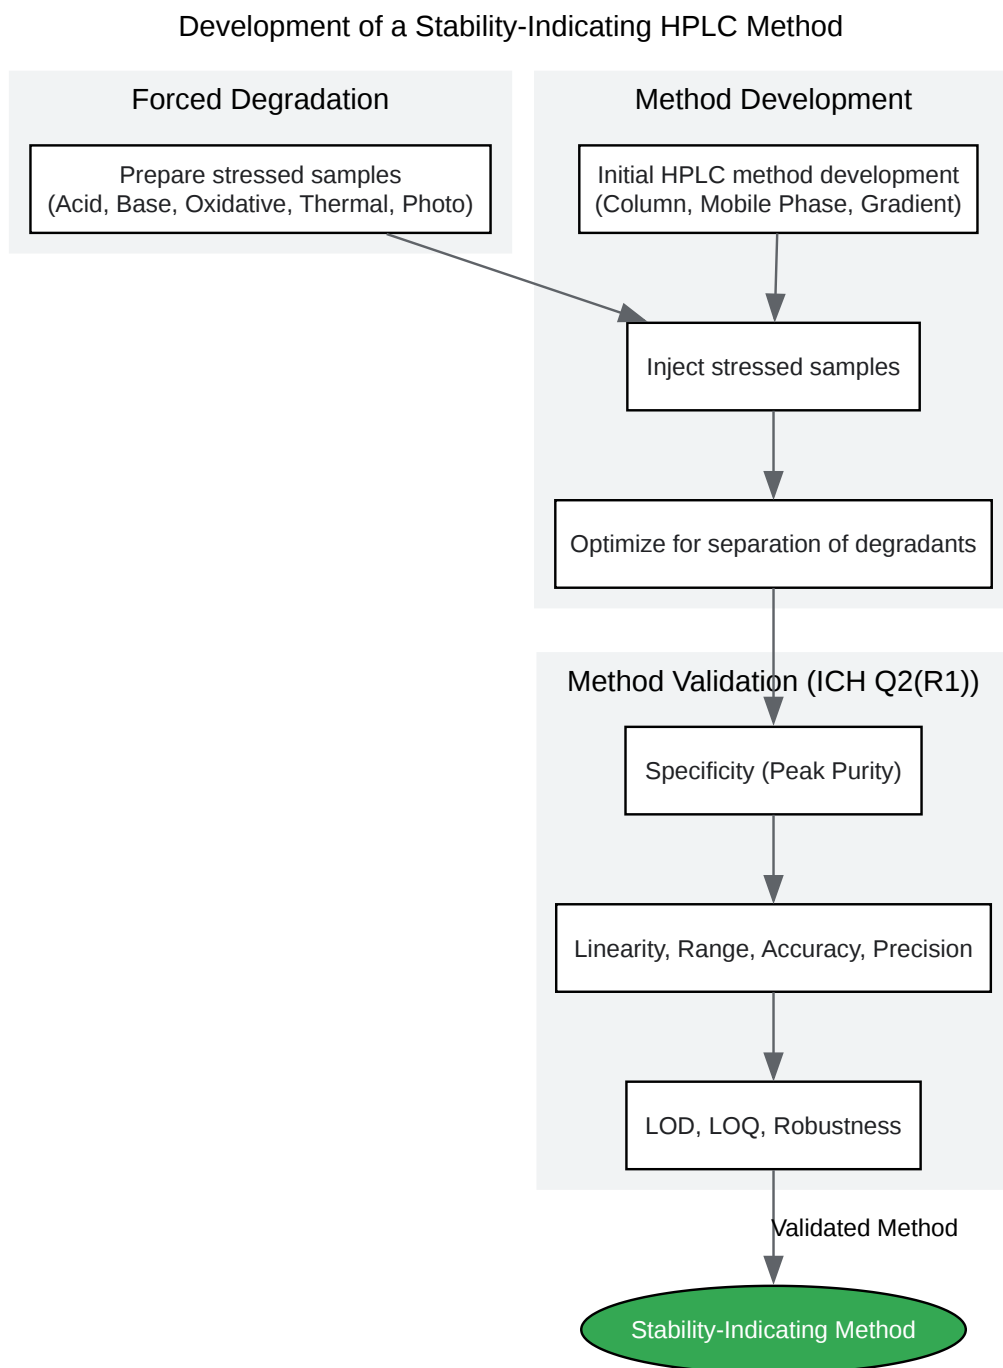 Development of a Stability-Indicating HPLC Method
Forced Degradation
Prepare stressed samples
(Acid, Base, Oxidative, Thermal, Photo)
Method Development
Initial HPLC method development
(Column, Mobile Phase, Gradient)
Inject stressed samples
Optimize for separation of degradants
Method Validation (ICH Q2(R1))
Specificity (Peak Purity)
Linearity, Range, Accuracy, Precision
LOD, LOQ, Robustness
Validated Method
Stability-Indicating Method